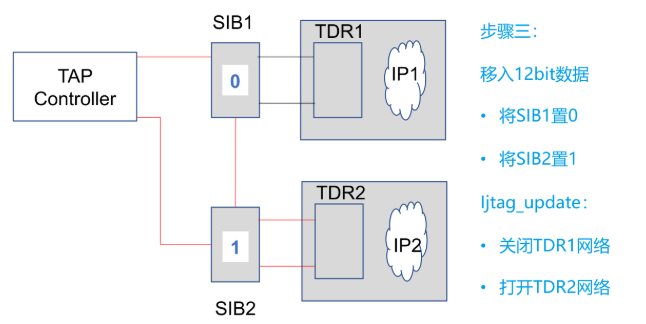 SIB1
TDR1
TAP
Controller
0
IP1
TDR2
1
IP2
SIB2
步骤三：
移入12bit数据
• 将SIB1置0
• 将SIB2置1
Ijtag_update：
• 关闭TDR1网络
• 打开TDR2网络